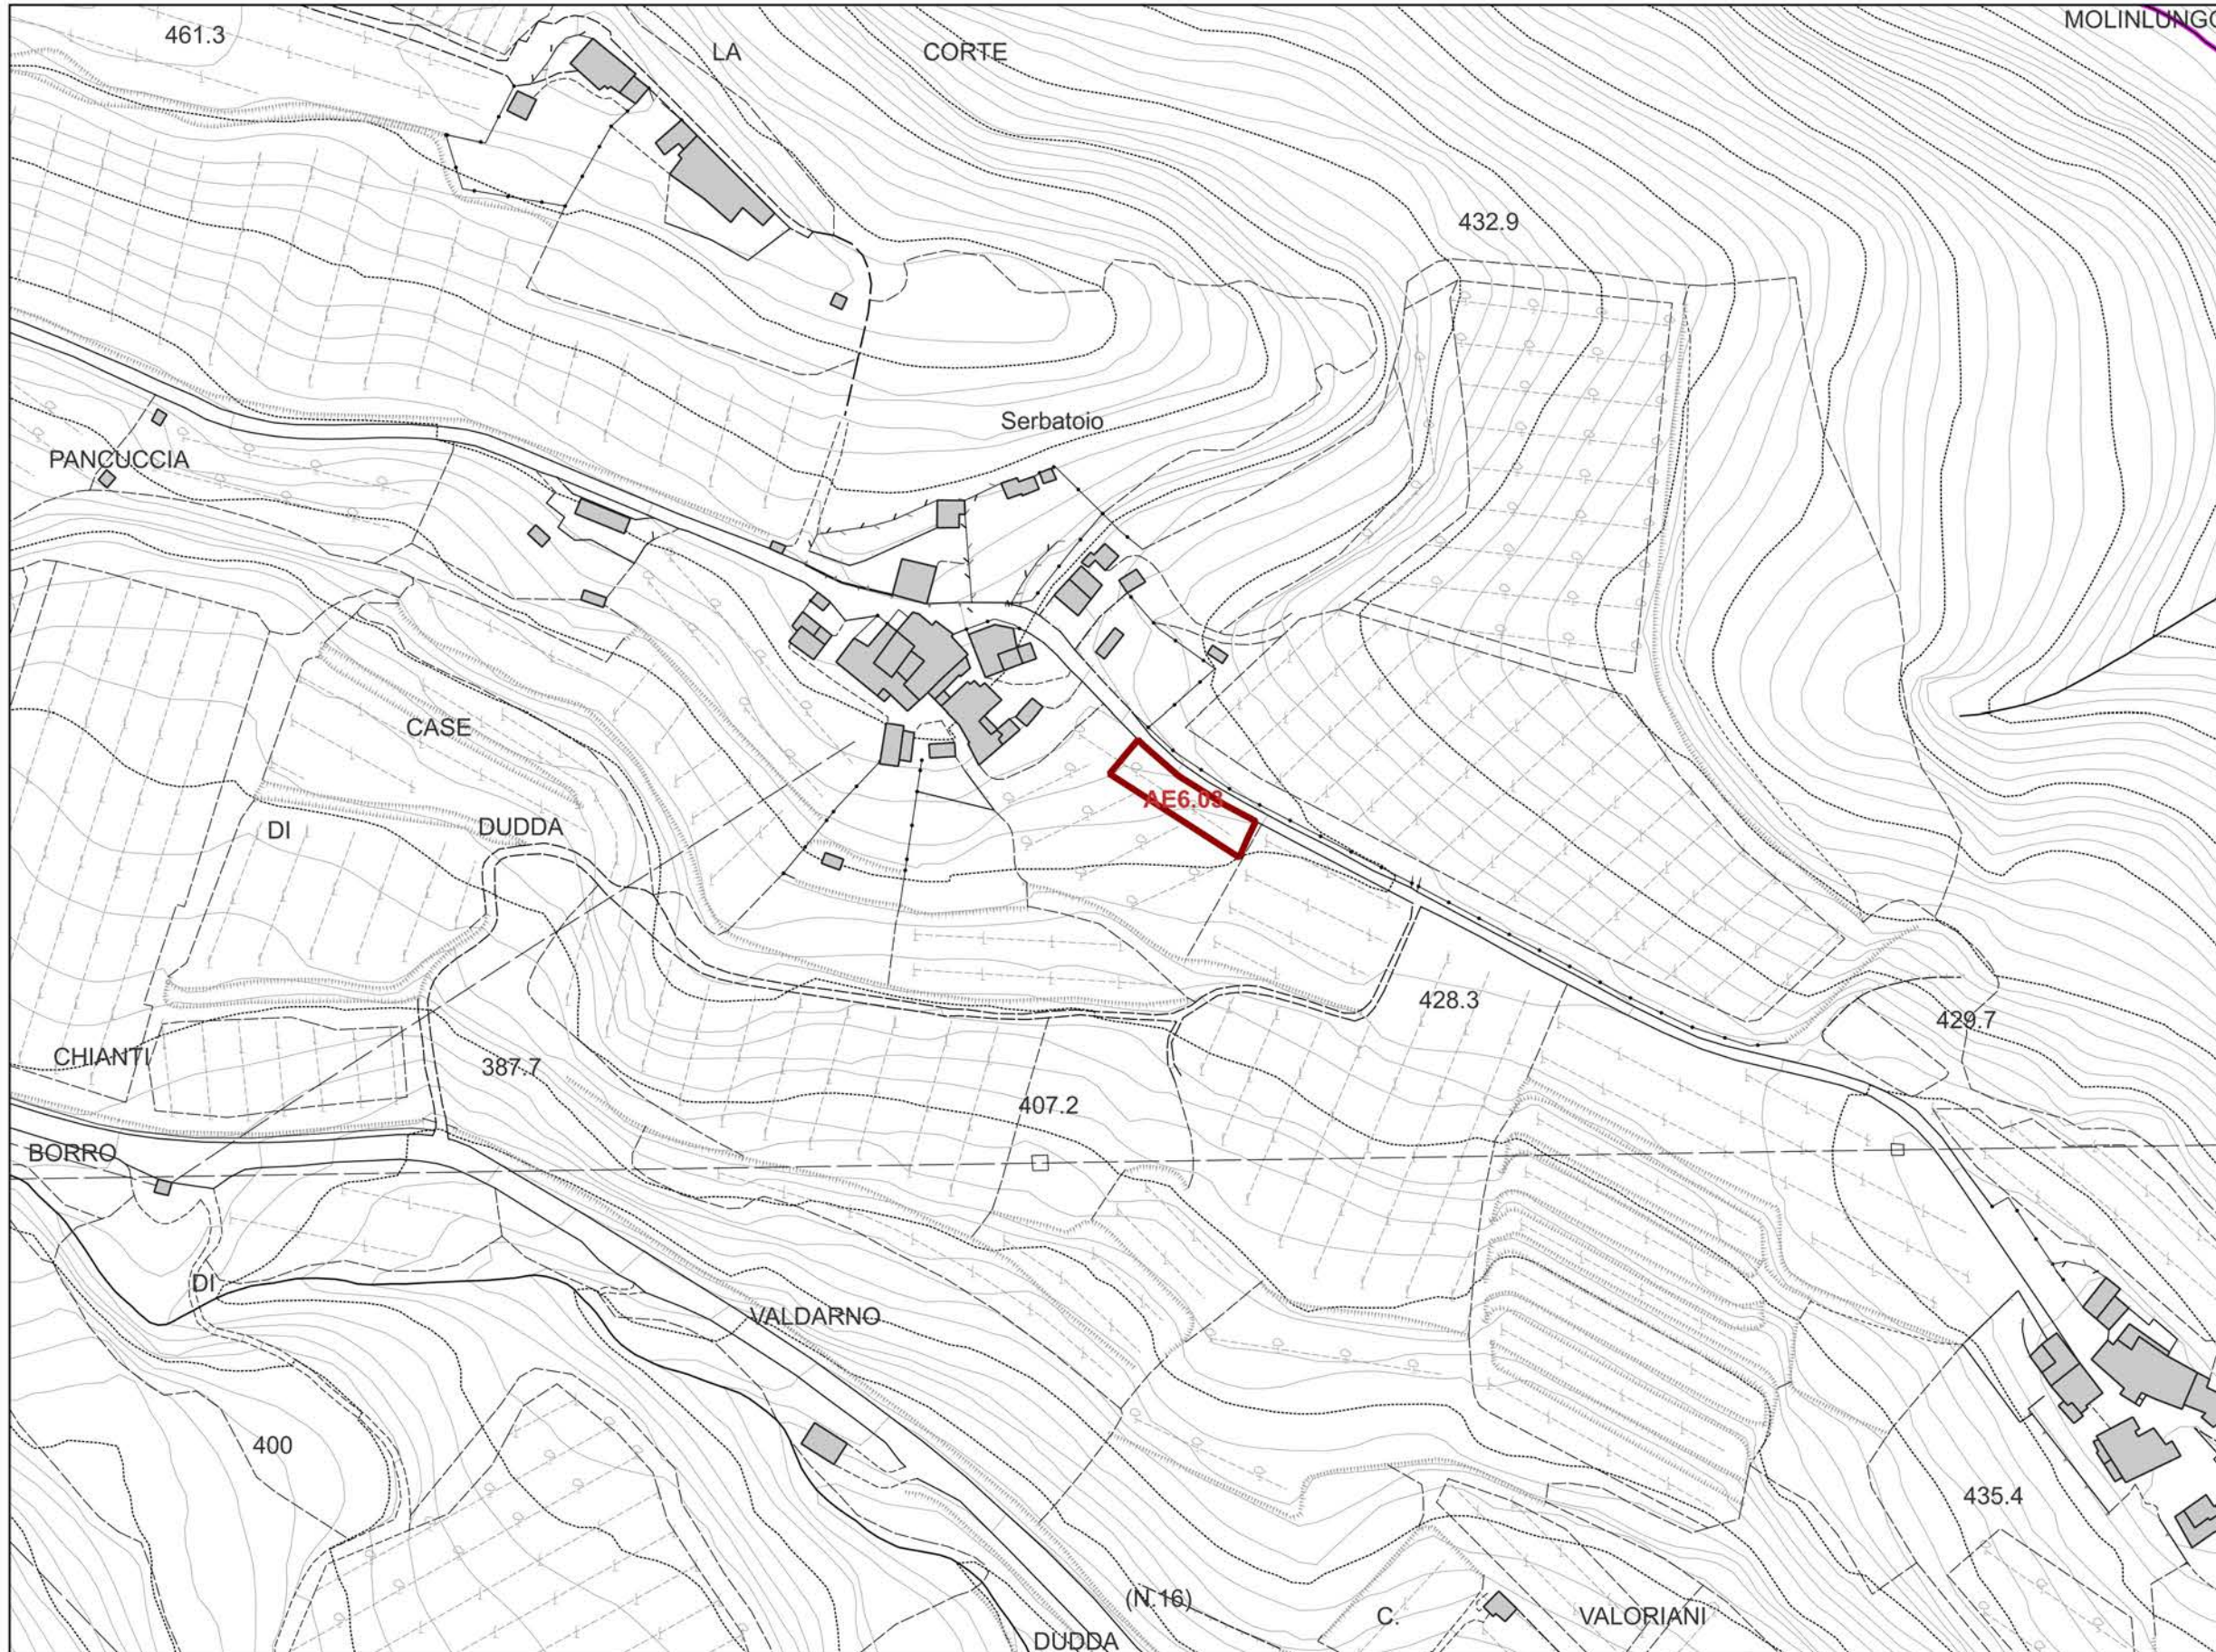 MOLINLUNGO
461.3
LA CORTE
432.9
Serbatoio
PANCUCCIA
CASE
AE6.03
DI DUDDA
428.3
429.7
CHIANTI
387.7
407.2
BORRO
DI
VALDARNO
400
435.4
(N.16)
C. VALORIANI
DUDDA